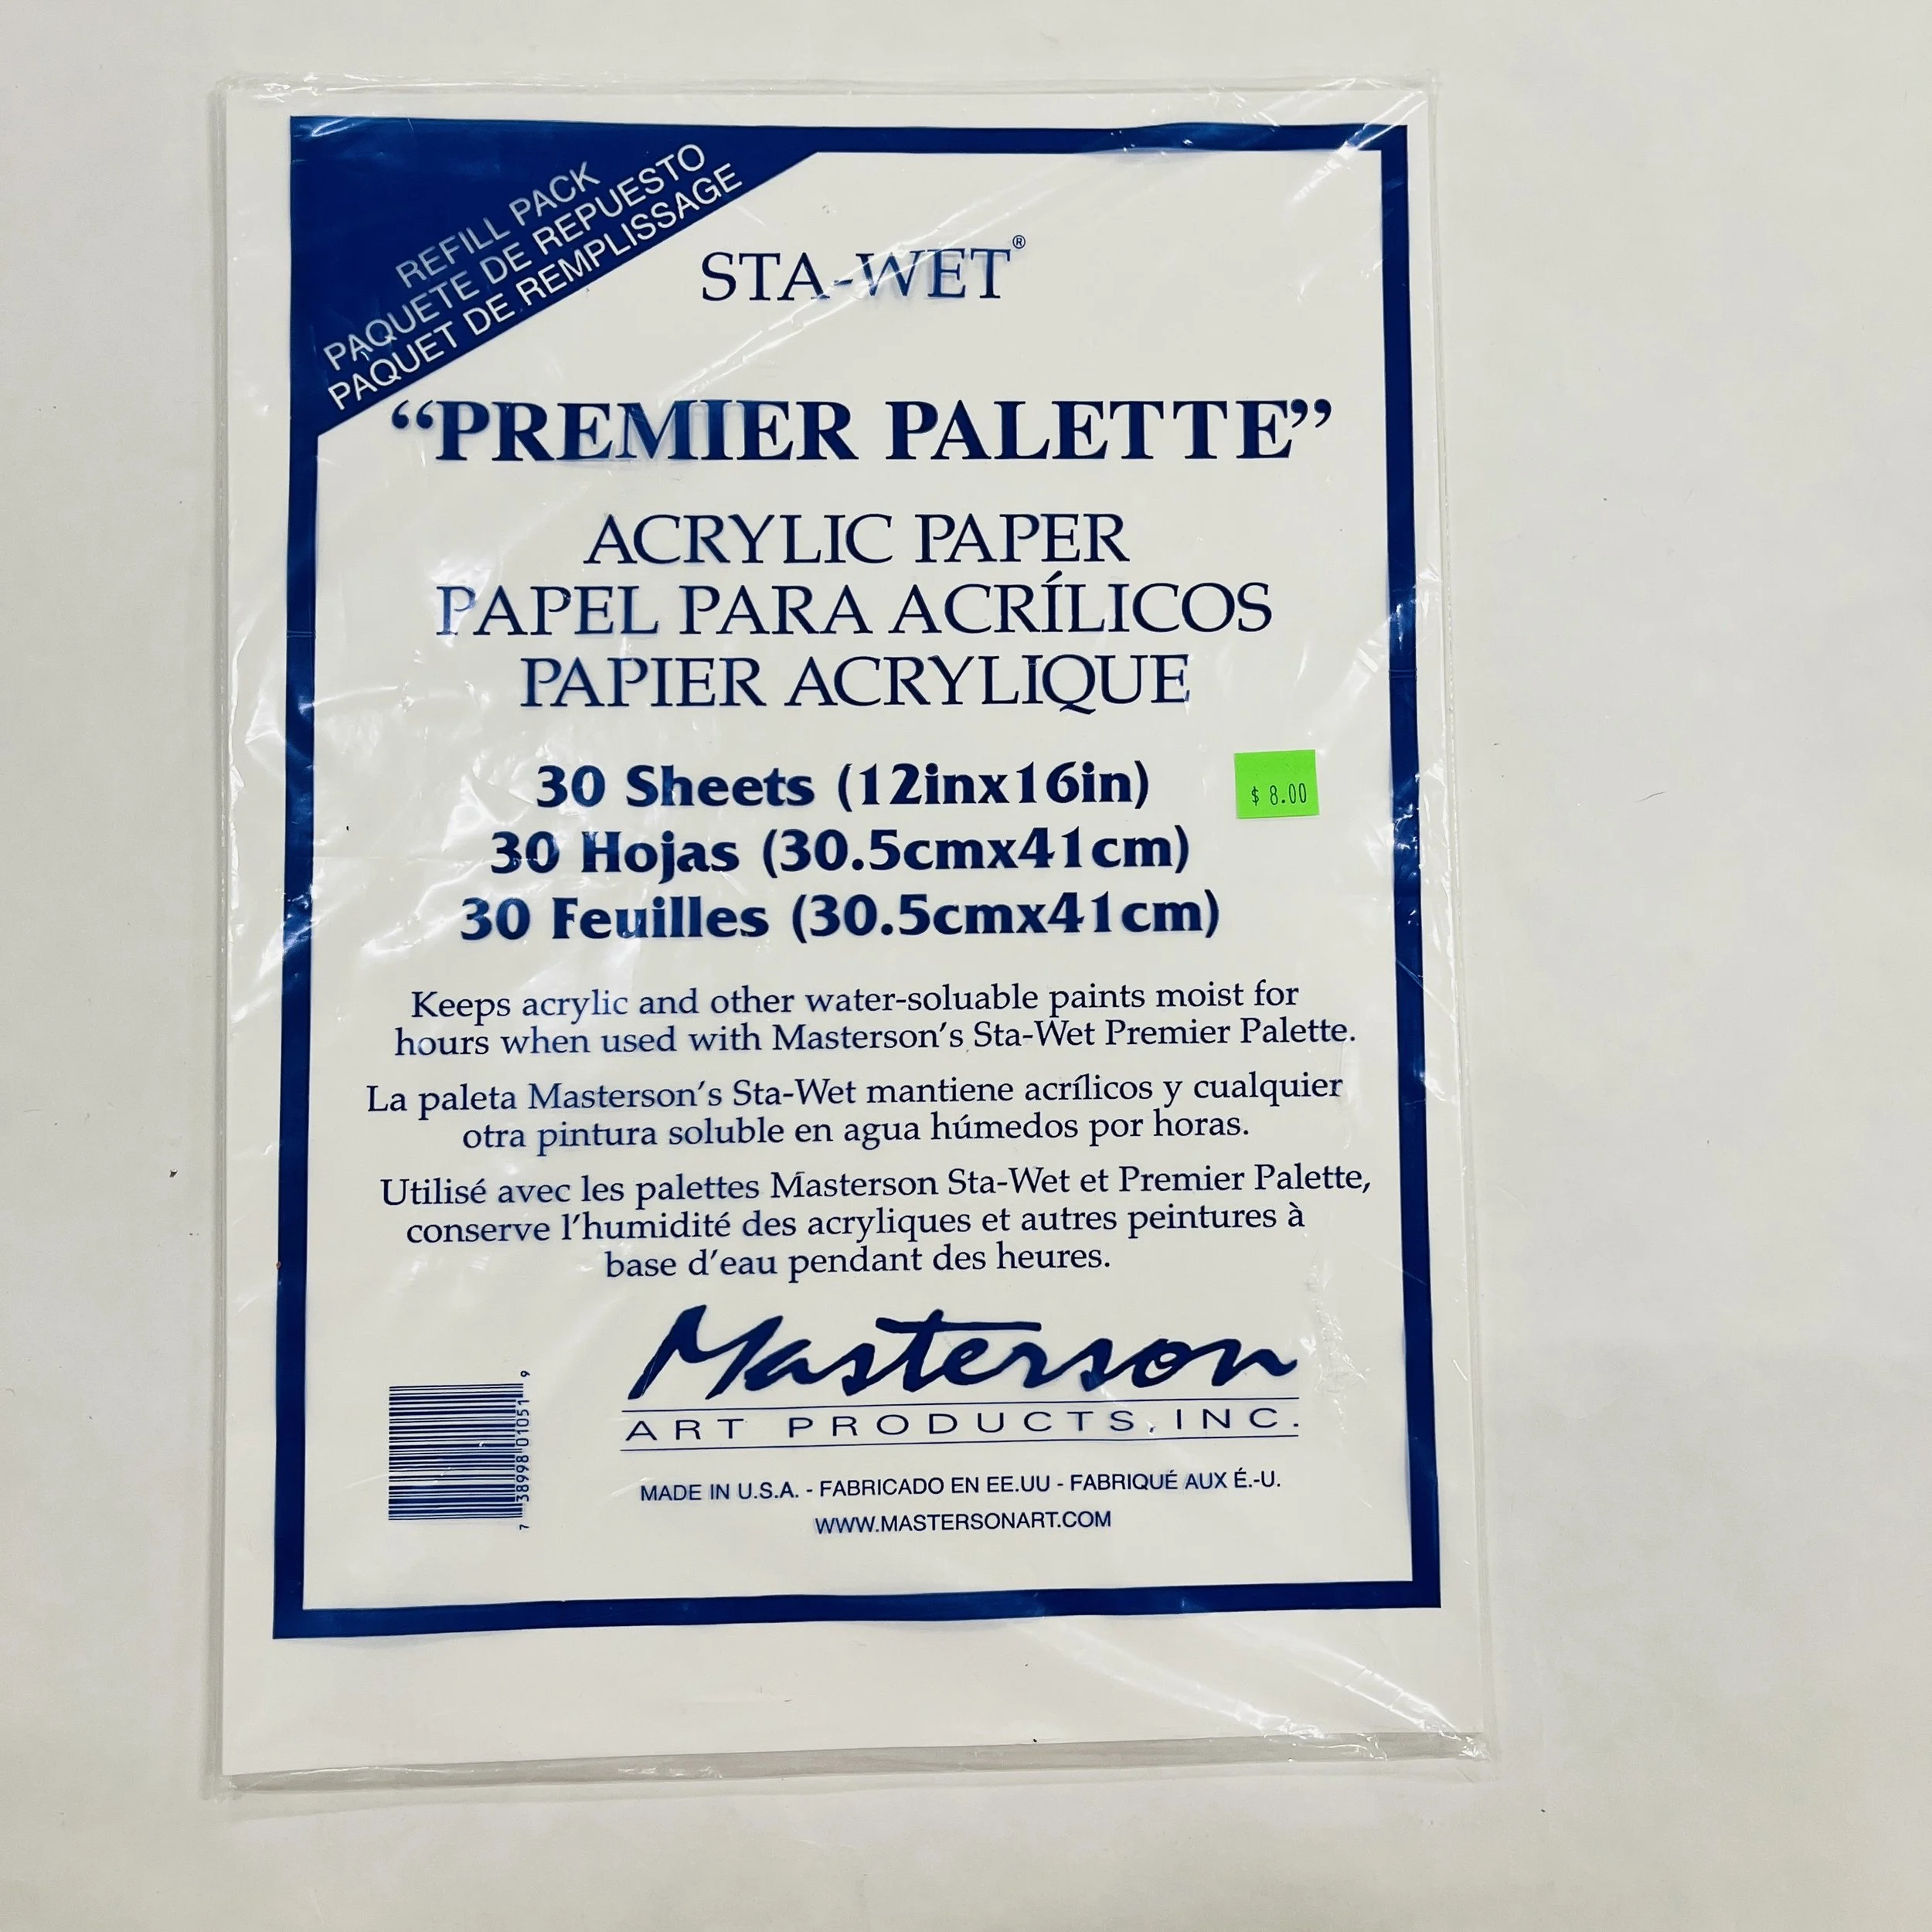 REFILL PACK
PAQUETE DE REPUESTO
PAQUET DE REMPLISSAGE
STA-WET®
“PREMIER PALETTE”
ACRYLIC PAPER
PAPEL PARA ACRÍLICOS
PAPIER ACRYLIQUE
30 Sheets (12inx16in)
$ 8.00
30 Hojas (30.5cmx41cm)
30 Feuilles (30.5cmx41cm)
Keeps acrylic and other water-soluable paints moist for
hours when used with Masterson’s Sta-Wet Premier Palette.
La paleta Masterson’s Sta-Wet mantiene acrílicos y cualquier
otra pintura soluble en agua húmedos por horas.
Utilisé avec les palettes Masterson Sta-Wet et Premier Palette,
conserve l’humidité des acryliques et autres peintures à
base d’eau pendant des heures.
Masterson
ART PRODUCTS, INC.
7 38998 01051 9
MADE IN U.S.A. - FABRICADO EN EE.UU - FABRIQUÉ AUX É.-U.
WWW.MASTERSONART.COM